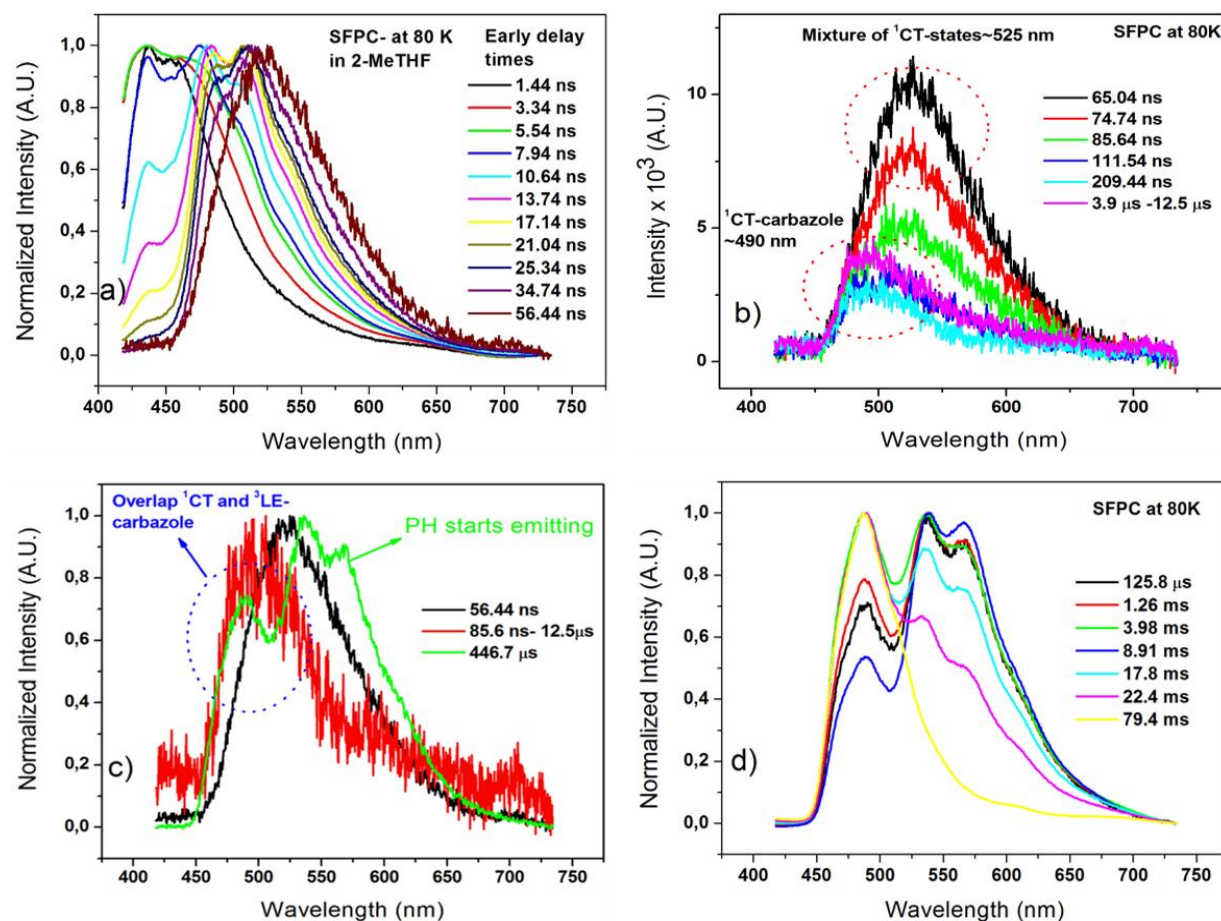 SFPC- at 80 K
in 2-MeTHF
Early delay
times
1.44 ns
3.34 ns
5.54 ns
7.94 ns
10.64 ns
13.74 ns
17.14 ns
21.04 ns
25.34 ns
34.74 ns
56.44 ns
1,0
0,8
0,6
0,4
0,2
0,0
a)
Normalized Intensity (A.U.)
400 450 500 550 600 650 700 750
Wavelength (nm)
Mixture of ¹CT-states~525 nm
SFPC at 80K
65.04 ns
74.74 ns
85.64 ns
111.54 ns
209.44 ns
3.9 μs -12.5 μs
¹CT-carbazole
~490 nm
10
5
0
b)
Intensity x 10³ (A.U.)
400 500 600 700
Wavelength (nm)
Overlap ¹CT and ³LE-
carbazole
PH starts emitting
56.44 ns
85.6 ns- 12.5μs
446.7 μs
1,0
0,8
0,6
0,4
0,2
0,0
c)
Normalized Intensity (A.U.)
400 450 500 550 600 650 700 750
Wavelength (nm)
SFPC at 80K
125.8 μs
1.26 ms
3.98 ms
8.91 ms
17.8 ms
22.4 ms
79.4 ms
1,0
0,8
0,6
0,4
0,2
0,0
d)
Normalized Intensity (A.U.)
400 450 500 550 600 650 700 750
Wavelength (nm)